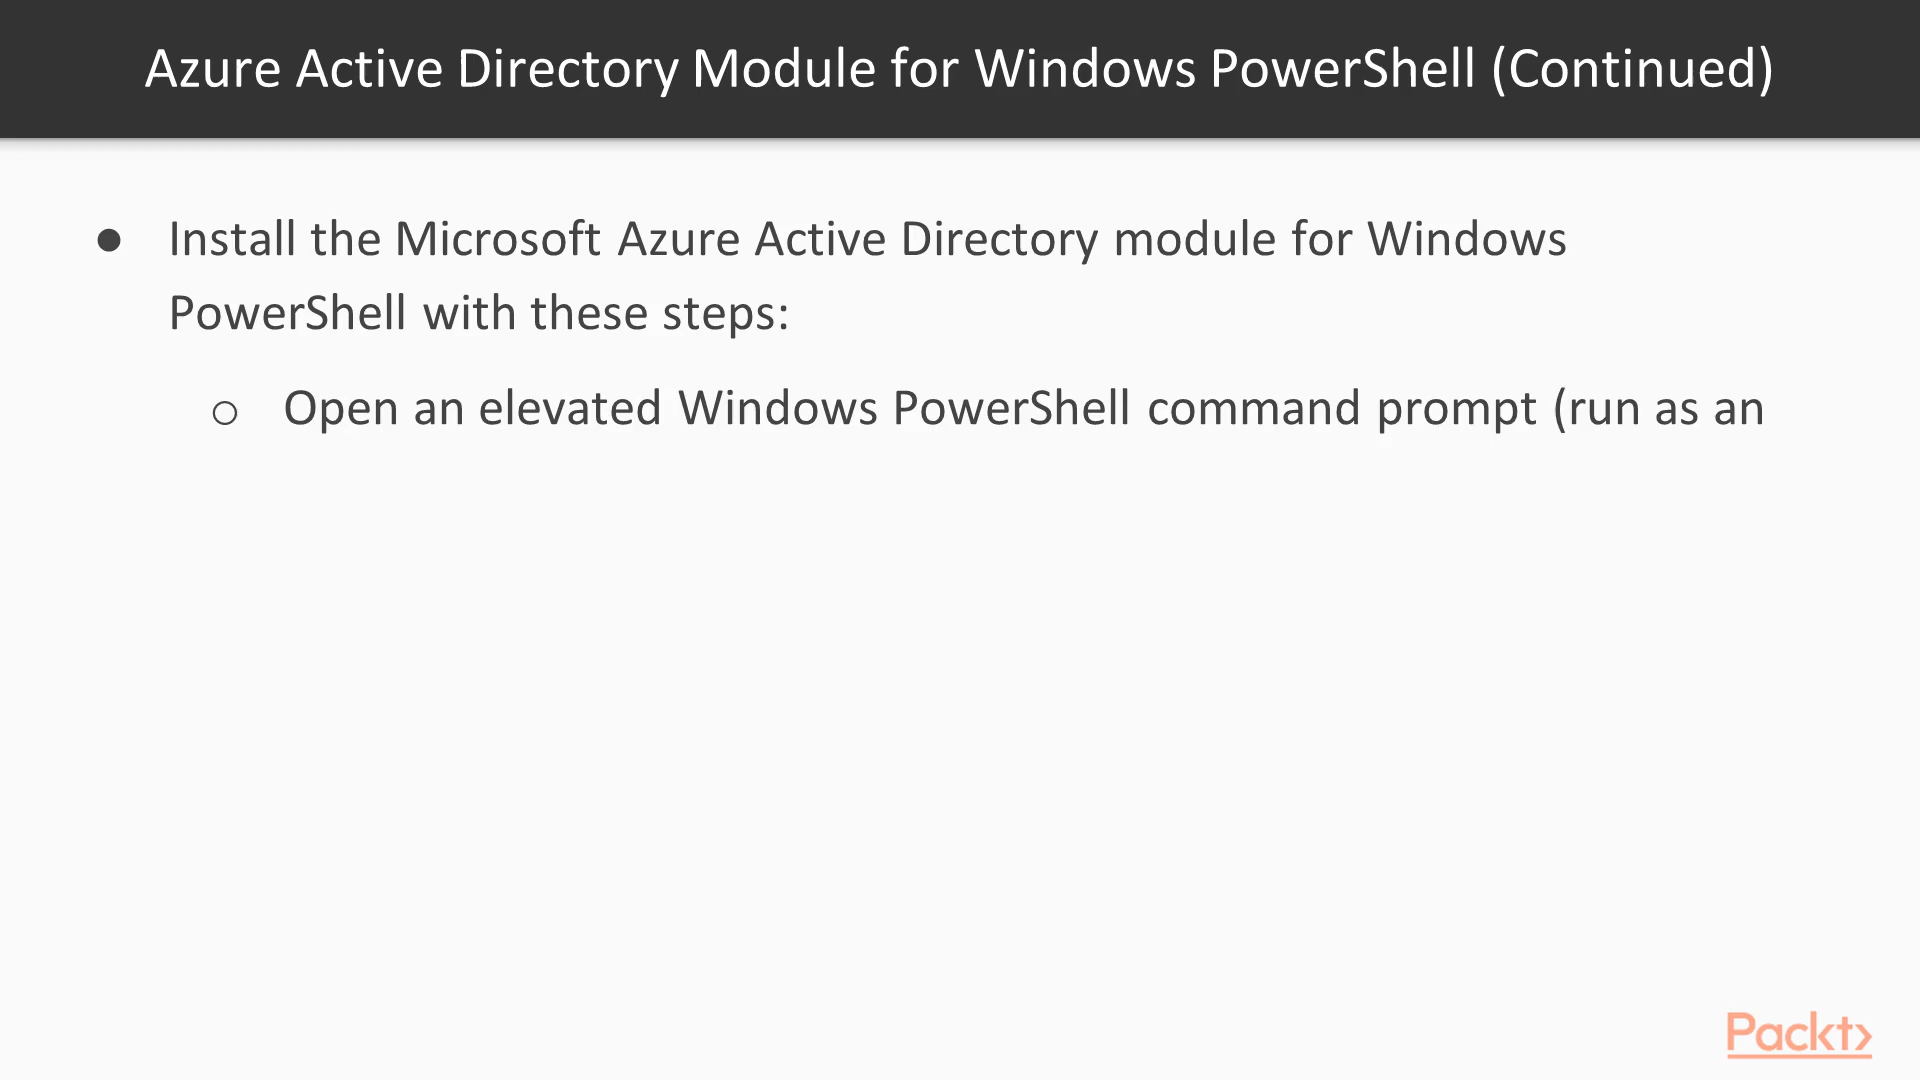 Azure Active Directory Module for Windows PowerShell (Continued)
● Install the Microsoft Azure Active Directory module for Windows
PowerShell with these steps:
○ Open an elevated Windows PowerShell command prompt (run as an
Packt>